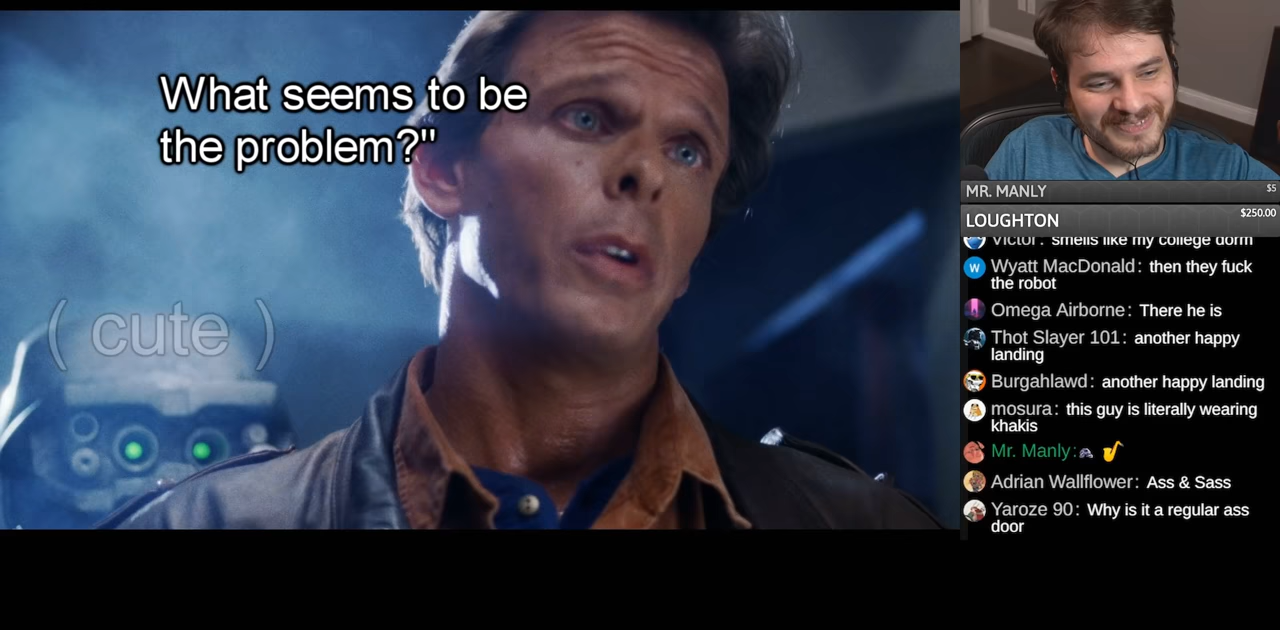 What seems to be
the problem?"
( cute )
MR. MANLY
$5
LOUGHTON
$250.00
Victor: smells like my college dorm
W
Wyatt MacDonald: then they fuck
the robot
Omega Airborne: There he is
Thot Slayer 101: another happy
landing
Burgahlawd: another happy landing
mosura: this guy is literally wearing
khakis
Mr. Manly:
Adrian Wallflower: Ass & Sass
Yaroze 90: Why is it a regular ass
door